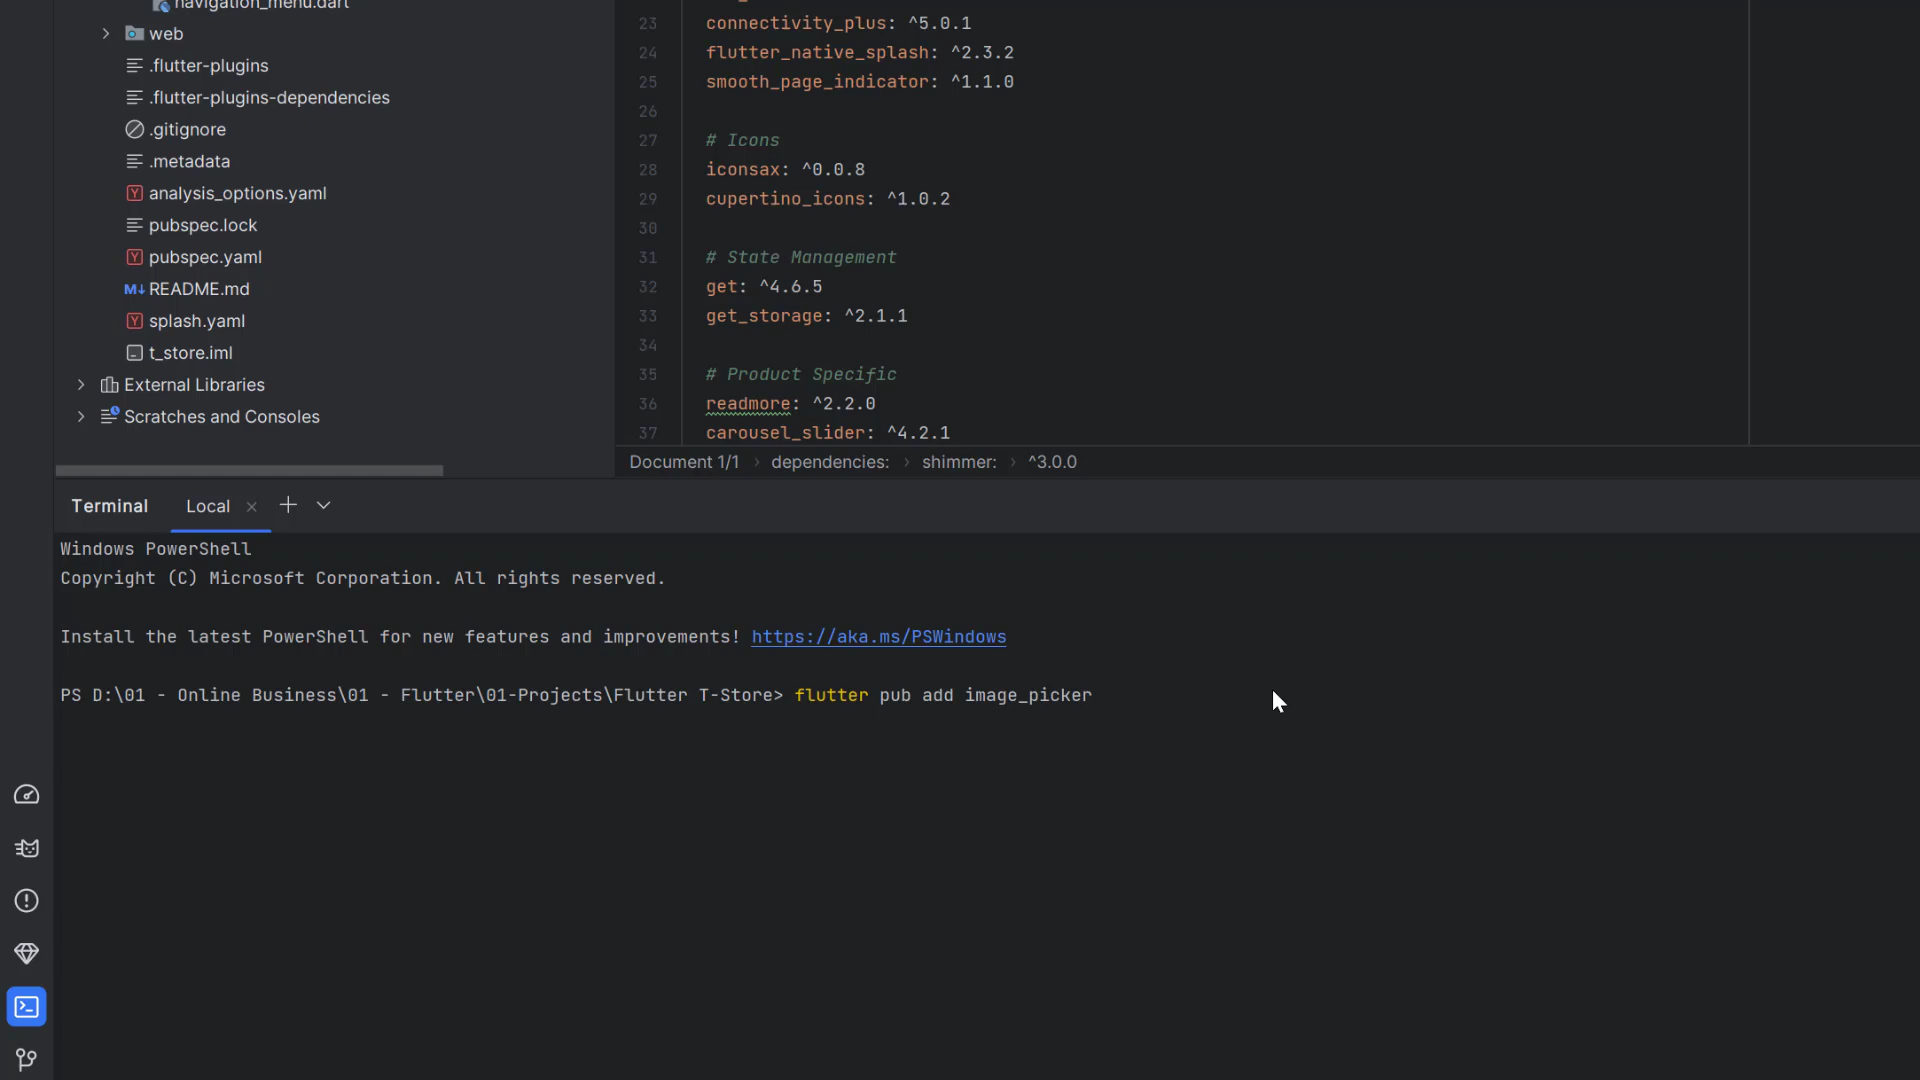 navigation_menu.dart
web
.flutter-plugins
.flutter-plugins-dependencies
.gitignore
.metadata
analysis_options.yaml
pubspec.lock
pubspec.yaml
README.md
splash.yaml
t_store.iml
External Libraries
Scratches and Consoles
23 connectivity_plus: ^5.0.1
24 flutter_native_splash: ^2.3.2
25 smooth_page_indicator: ^1.1.0
26
27 # Icons
28 iconsax: ^0.0.8
29 cupertino_icons: ^1.0.2
30
31 # State Management
32 get: ^4.6.5
33 get_storage: ^2.1.1
34
35 # Product Specific
36 readmore: ^2.2.0
37 carousel_slider: ^4.2.1
Document 1/1 › dependencies: › shimmer: › ^3.0.0
Terminal Local
Windows PowerShell
Copyright (C) Microsoft Corporation. All rights reserved.
Install the latest PowerShell for new features and improvements! https://aka.ms/PSWindows
PS D:\01 - Online Business\01 - Flutter\01-Projects\Flutter T-Store> flutter pub add image_picker